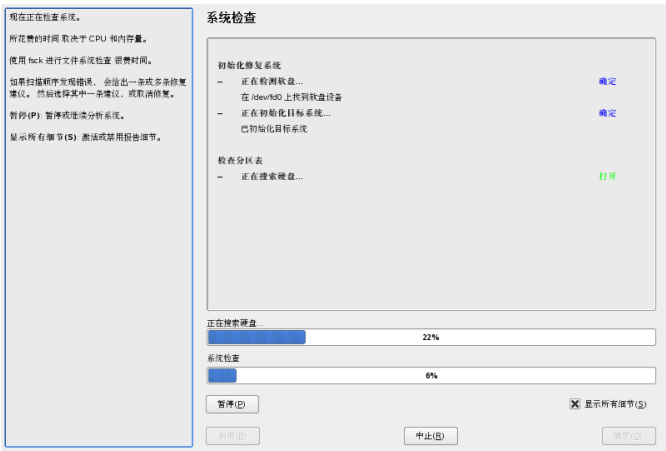 现在正在检查系统。
所花费的时间 取决于 CPU 和内存量。
使用 fsck 进行文件系统检查 很费时间。
如果扫描顺序发现错误， 会给出一条或多条修复
建议。 然后选择其中一条建议、或取消修复。
暂停(P): 暂停或继续分析系统。
显示所有细节(S): 激活或禁用报告细节。
系统检查
初始化修复系统
– 正在检测软盘... 确定
在 /dev/fd0 上找到软盘设备
– 正在初始化目标系统... 确定
已初始化目标系统
检查分区表
– 正在搜索硬盘... 打开
正在搜索硬盘...
22%
系统检查
6%
暂停(P)
显示所有细节(S)
后退(B) 中止(R) 确定(O)